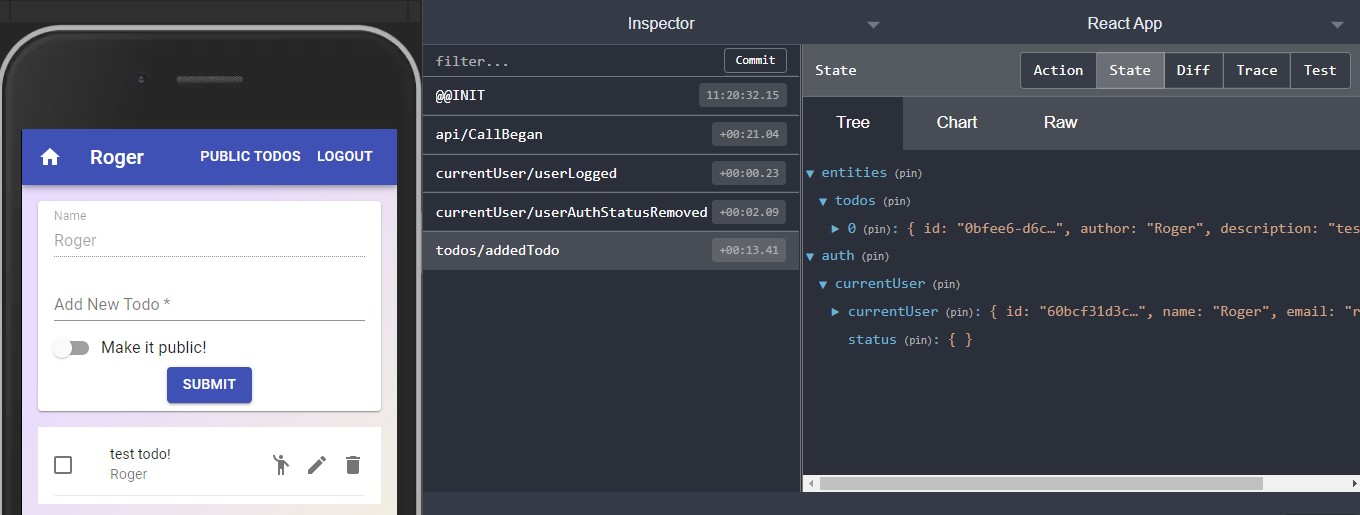 Roger
PUBLIC TODOS
LOGOUT
Name
Roger
Add New Todo *
Make it public!
SUBMIT
test todo!
Roger
Inspector
React App
filter...
Commit
@@INIT
11:20:32.15
api/CallBegan
+00:21.04
currentUser/userLogged
+00:00.23
currentUser/userAuthStatusRemoved
+00:02.09
todos/addedTodo
+00:13.41
State
Action
State
Diff
Trace
Test
Tree
Chart
Raw
entities (pin)
todos (pin)
0 (pin): { id: "0bfee6-d6c…", author: "Roger", description: "tes
auth (pin)
currentUser (pin)
currentUser (pin): { id: "60bcf31d3c…", name: "Roger", email: "r
status (pin): { }